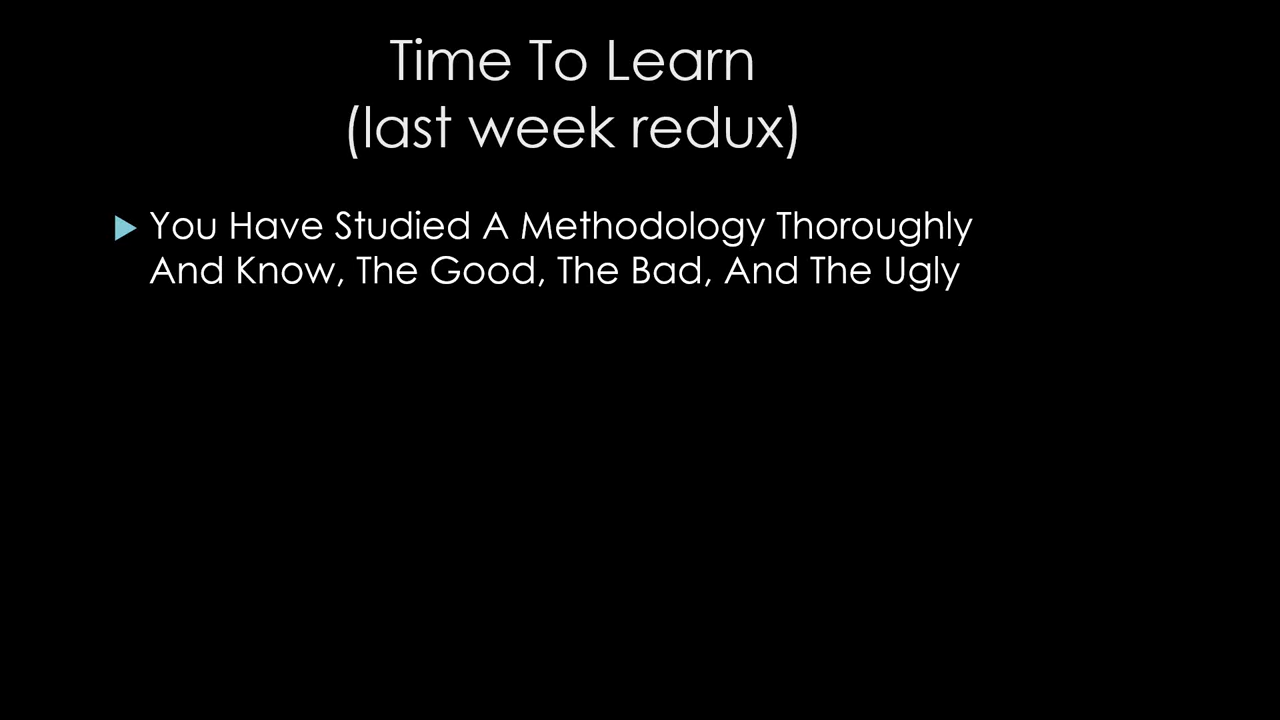 Time To Learn
(last week redux)
You Have Studied A Methodology Thoroughly
And Know, The Good, The Bad, And The Ugly